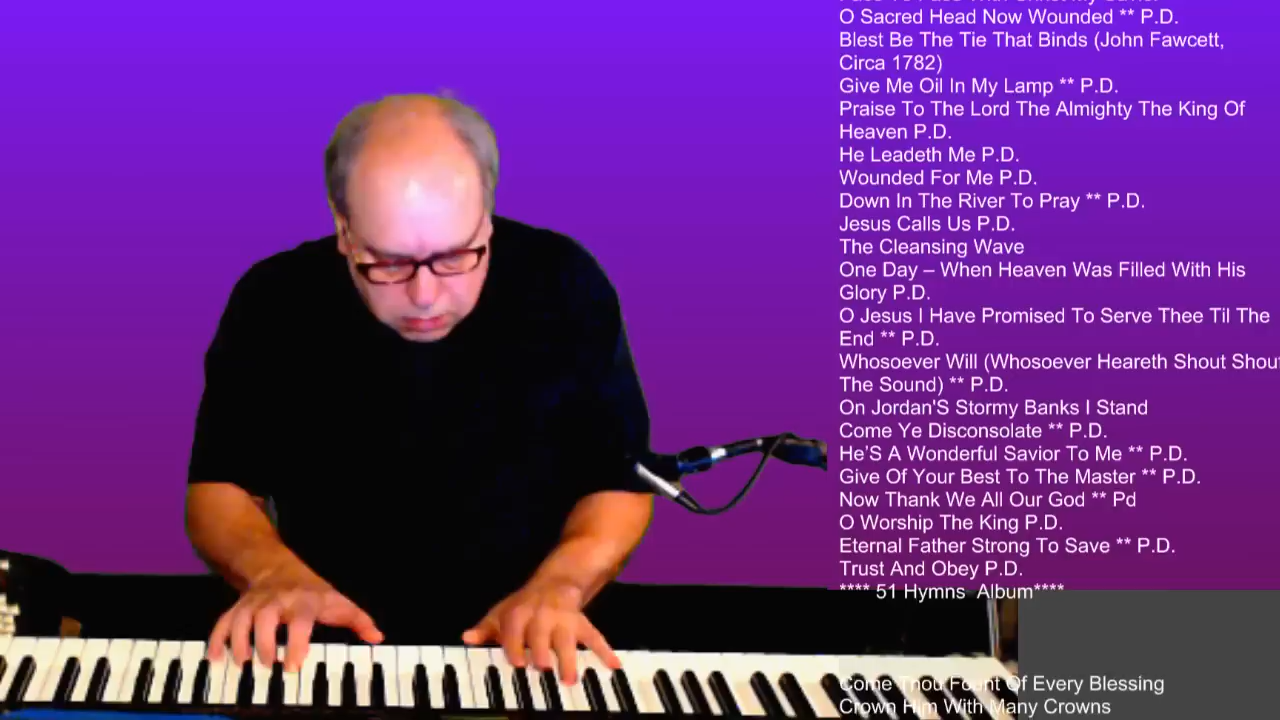 O Sacred Head Now Wounded ** P.D.
Blest Be The Tie That Binds (John Fawcett,
Circa 1782)
Give Me Oil In My Lamp ** P.D.
Praise To The Lord The Almighty The King Of
Heaven P.D.
He Leadeth Me P.D.
Wounded For Me P.D.
Down In The River To Pray ** P.D.
Jesus Calls Us P.D.
The Cleansing Wave
One Day – When Heaven Was Filled With His
Glory P.D.
O Jesus I Have Promised To Serve Thee Til The
End ** P.D.
Whosoever Will (Whosoever Heareth Shout Shou
The Sound) ** P.D.
On Jordan'S Stormy Banks I Stand
Come Ye Disconsolate ** P.D.
He’S A Wonderful Savior To Me ** P.D.
Give Of Your Best To The Master ** P.D.
Now Thank We All Our God ** Pd
O Worship The King P.D.
Eternal Father Strong To Save ** P.D.
Trust And Obey P.D.
**** 51 Hymns  Album****
Come Thou Fount Of Every Blessing
Crown Him With Many Crowns